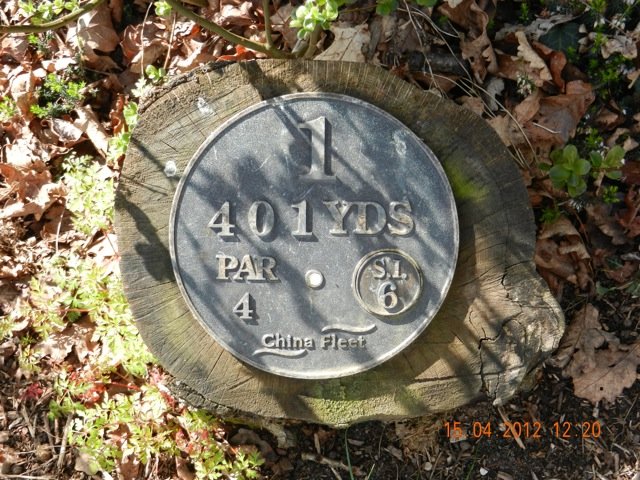 1
401 YDS
PAR S.I.
4 6
China Fleet
15 04 2012 12 20